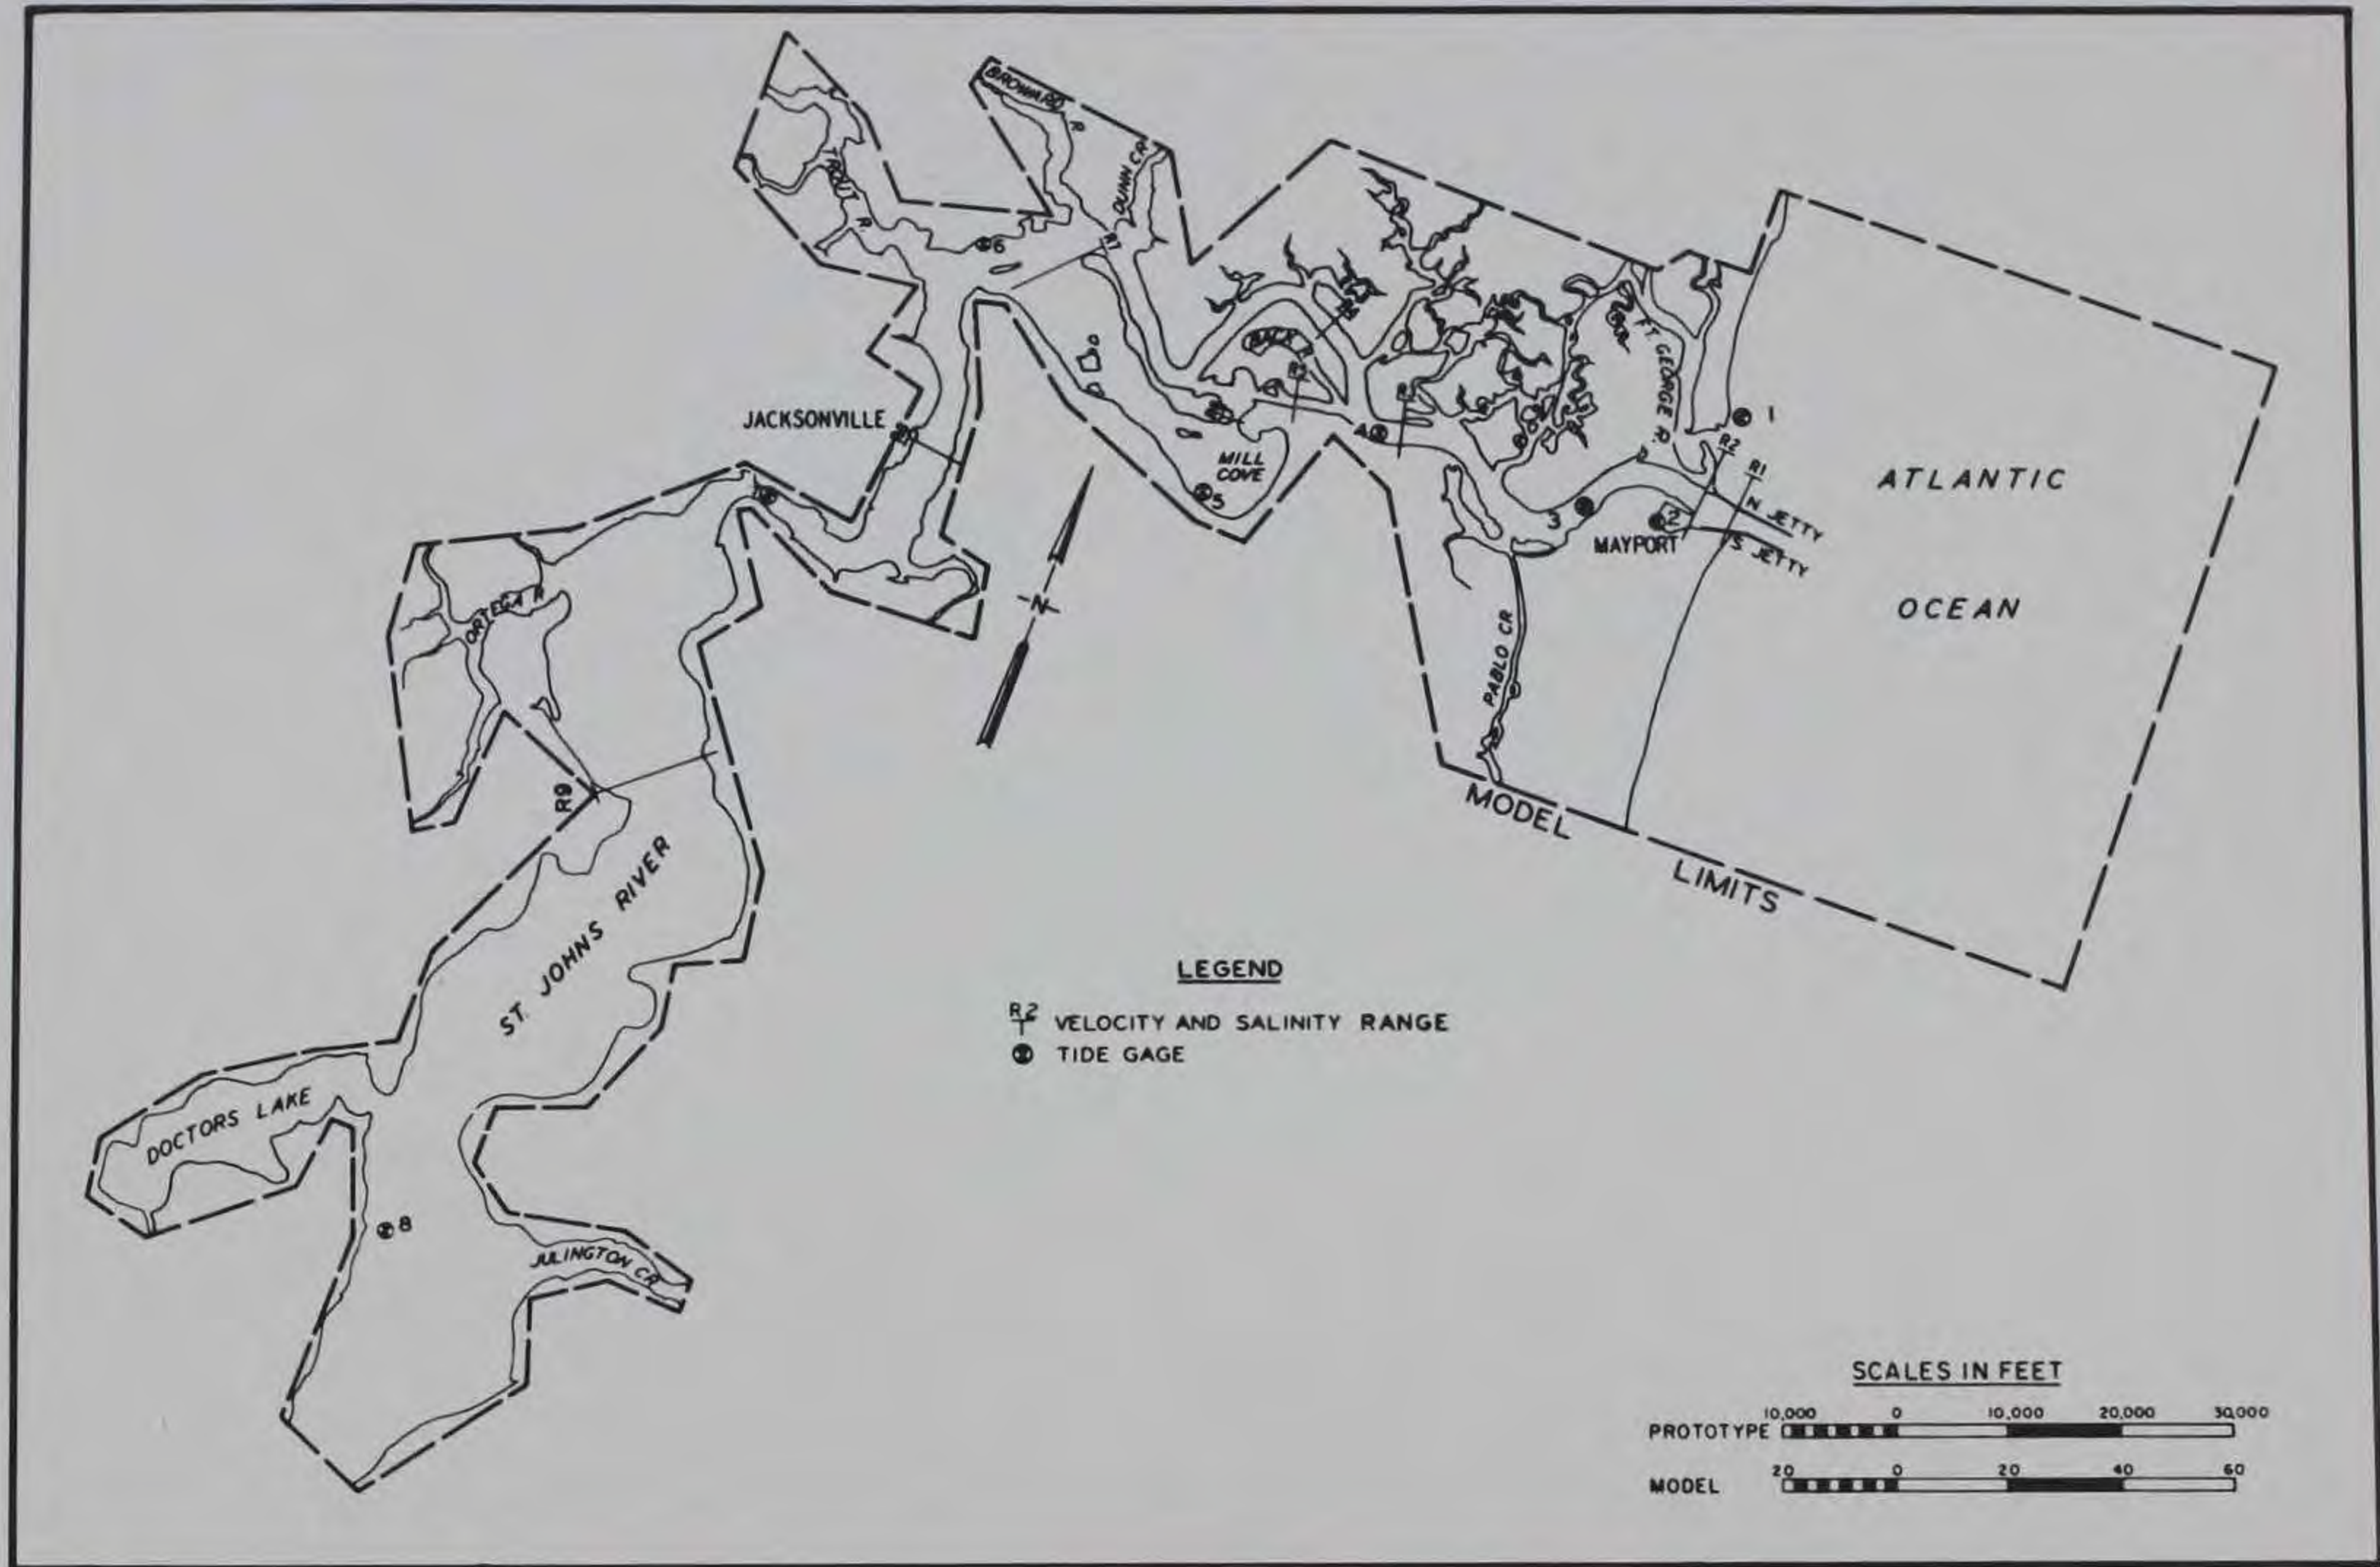 BROWARD
R
DUNN CR
TROUT R.
6
R7
FT. GEORGE R.
1
R2
R1
JACKSONVILLE
4
MILL
COVE
5
3
2
N JETTY
MAYPORT
S JETTY
ATLANTIC
OCEAN
-N-
ORTEGA R
PABLO CR
R9
MODEL
LIMITS
ST. JOHNS RIVER
LEGEND
R2 VELOCITY AND SALINITY RANGE
TIDE GAGE
DOCTORS LAKE
8
JULINGTON CR
SCALES IN FEET
10,000 0 10,000 20,000 30,000
PROTOTYPE
20 0 20 40 60
MODEL